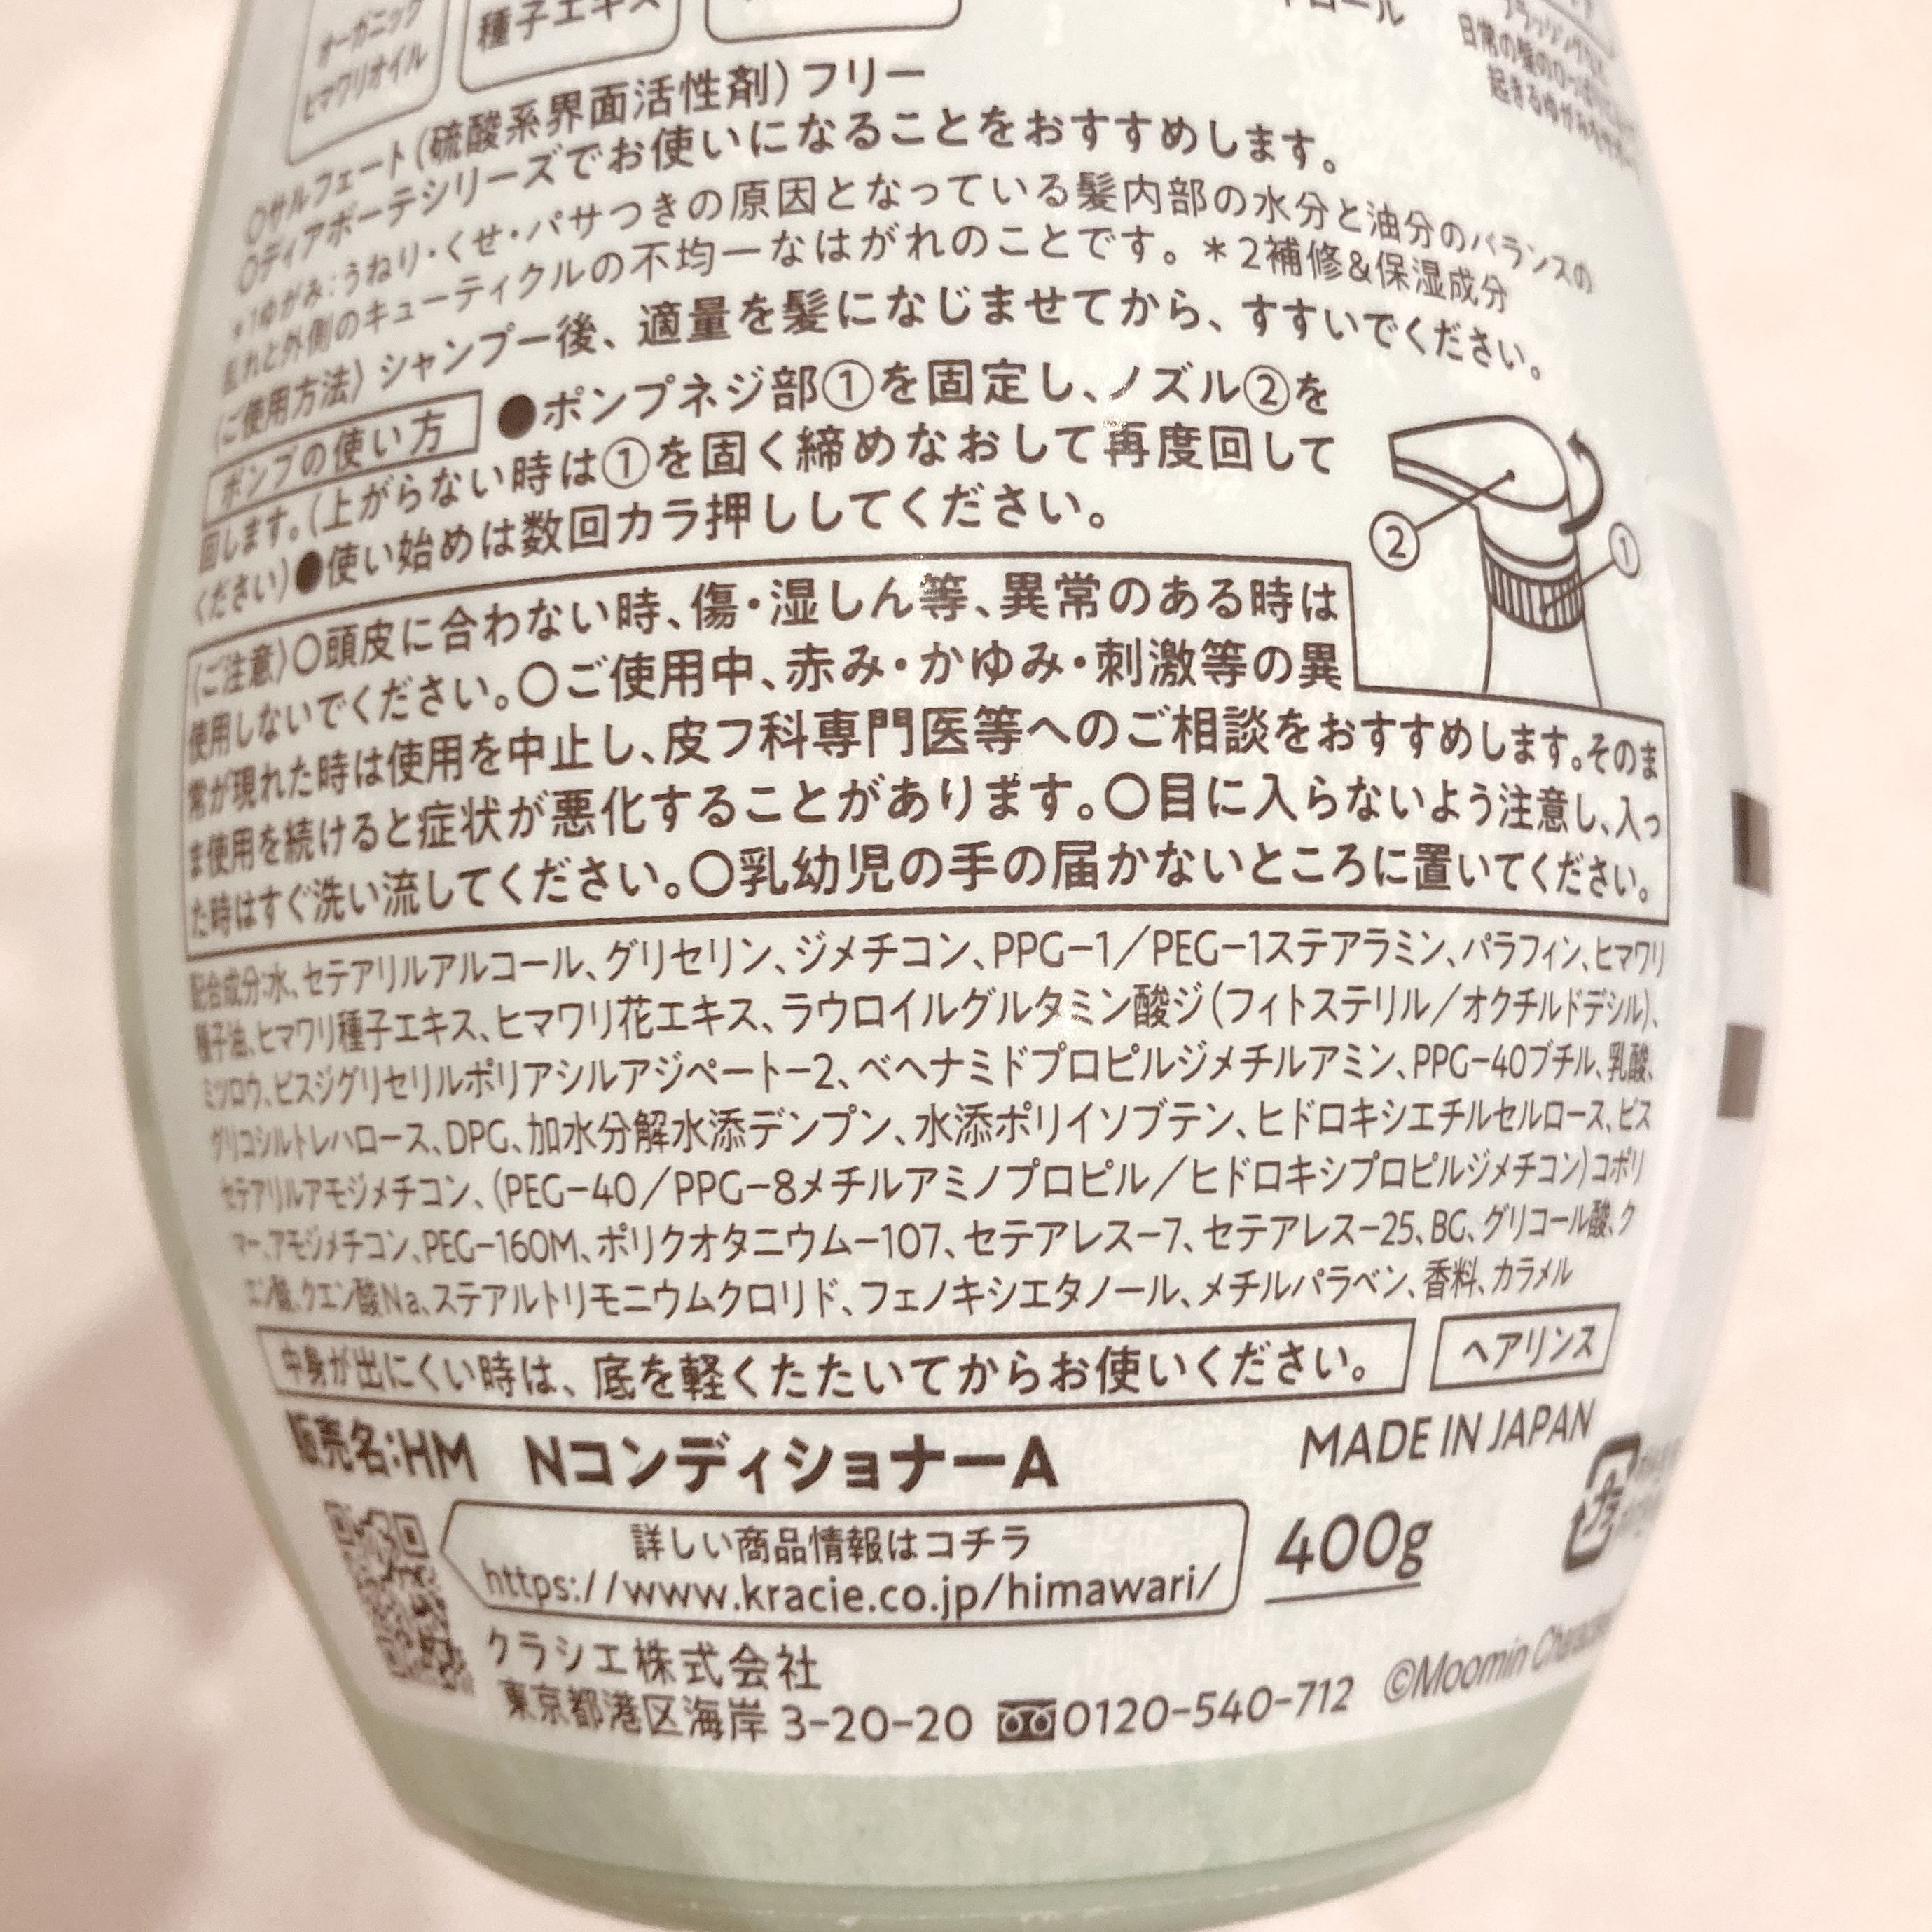 オーガニック
ヒマワリオイル
種子エキス
〇サルフェート(硫酸系界面活性剤)フリー
〇ディアボーテシリーズでお使いになることをおすすめします。
*1ゆがみ:うねり・くせ・パサつきの原因となっている髪内部の水分と油分のバランスの
乱れと外側のキューティクルの不均一なはがれのことです。*2補修&保湿成分
〈ご使用方法〉シャンプー後、適量を髪になじませてから、すすいでください。
ポンプの使い方 ●ポンプネジ部①を固定し、ノズル②を
回します。(上がらない時は①を固く締めなおして再度回して
ください)●使い始めは数回カラ押ししてください。
②
①
〈ご注意〉〇頭皮に合わない時、傷・湿しん等、異常のある時は
使用しないでください。〇ご使用中、赤み・かゆみ・刺激等の異
常が現れた時は使用を中止し、皮フ科専門医等へのご相談をおすすめします。そのま
ま使用を続けると症状が悪化することがあります。〇目に入らないよう注意し、入っ
た時はすぐ洗い流してください。〇乳幼児の手の届かないところに置いてください。
配合成分:水、セテアリルアルコール、グリセリン、ジメチコン、PPG−1/PEG−1ステアラミン、パラフィン、ヒマワリ
種子油、ヒマワリ種子エキス、ヒマワリ花エキス、ラウロイルグルタミン酸ジ(フィトステリル/オクチルドデシル)、
ミツロウ、ビスジグリセリルポリアシルアジペート−2、ベヘナミドプロピルジメチルアミン、PPG−40ブチル、乳酸、
グリコシルトレハロース、DPG、加水分解水添デンプン、水添ポリイソブテン、ヒドロキシエチルセルロース、ビス
セテアリルアモジメチコン、(PEG−40/PPG−8メチルアミノプロピル/ヒドロキシプロピルジメチコン)コポリ
マー、アモジメチコン、PEG−160M、ポリクオタニウム−107、セテアレス−7、セテアレス−25、BG、グリコール酸、ク
エン酸、クエン酸Na、ステアルトリモニウムクロリド、フェノキシエタノール、メチルパラベン、香料、カラメル
中身が出にくい時は、底を軽くたたいてからお使いください。
ヘアリンス
販売名:HM NコンディショナーA
MADE IN JAPAN
詳しい商品情報はコチラ
https://www.kracie.co.jp/himawari/
400g
クラシエ株式会社
東京都港区海岸 3-20-20 0120-540-712
©Moomin